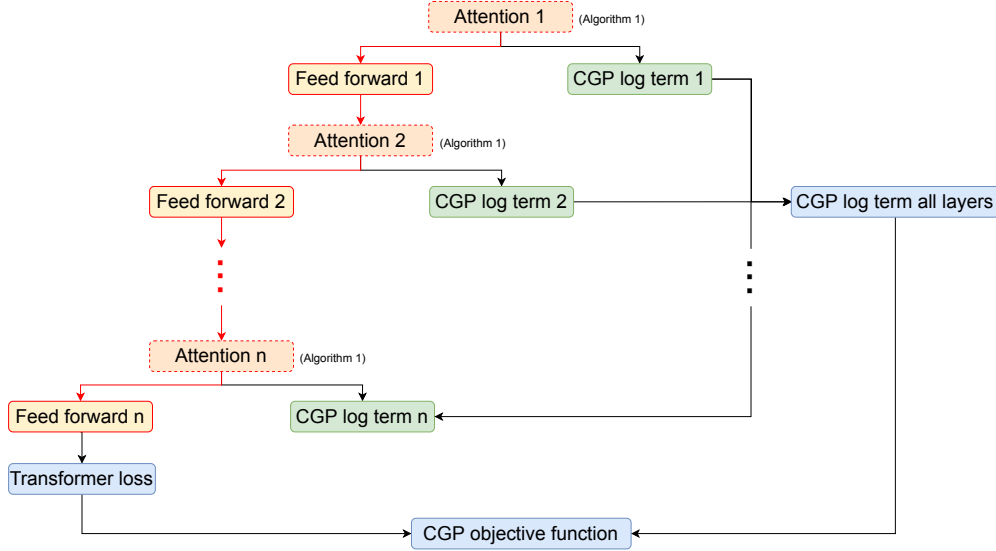 Attention 1
(Algorithm 1)
Feed forward 1
CGP log term 1
Attention 2
(Algorithm 1)
Feed forward 2
CGP log term 2
CGP log term all layers
Attention n
(Algorithm 1)
Feed forward n
CGP log term n
Transformer loss
CGP objective function